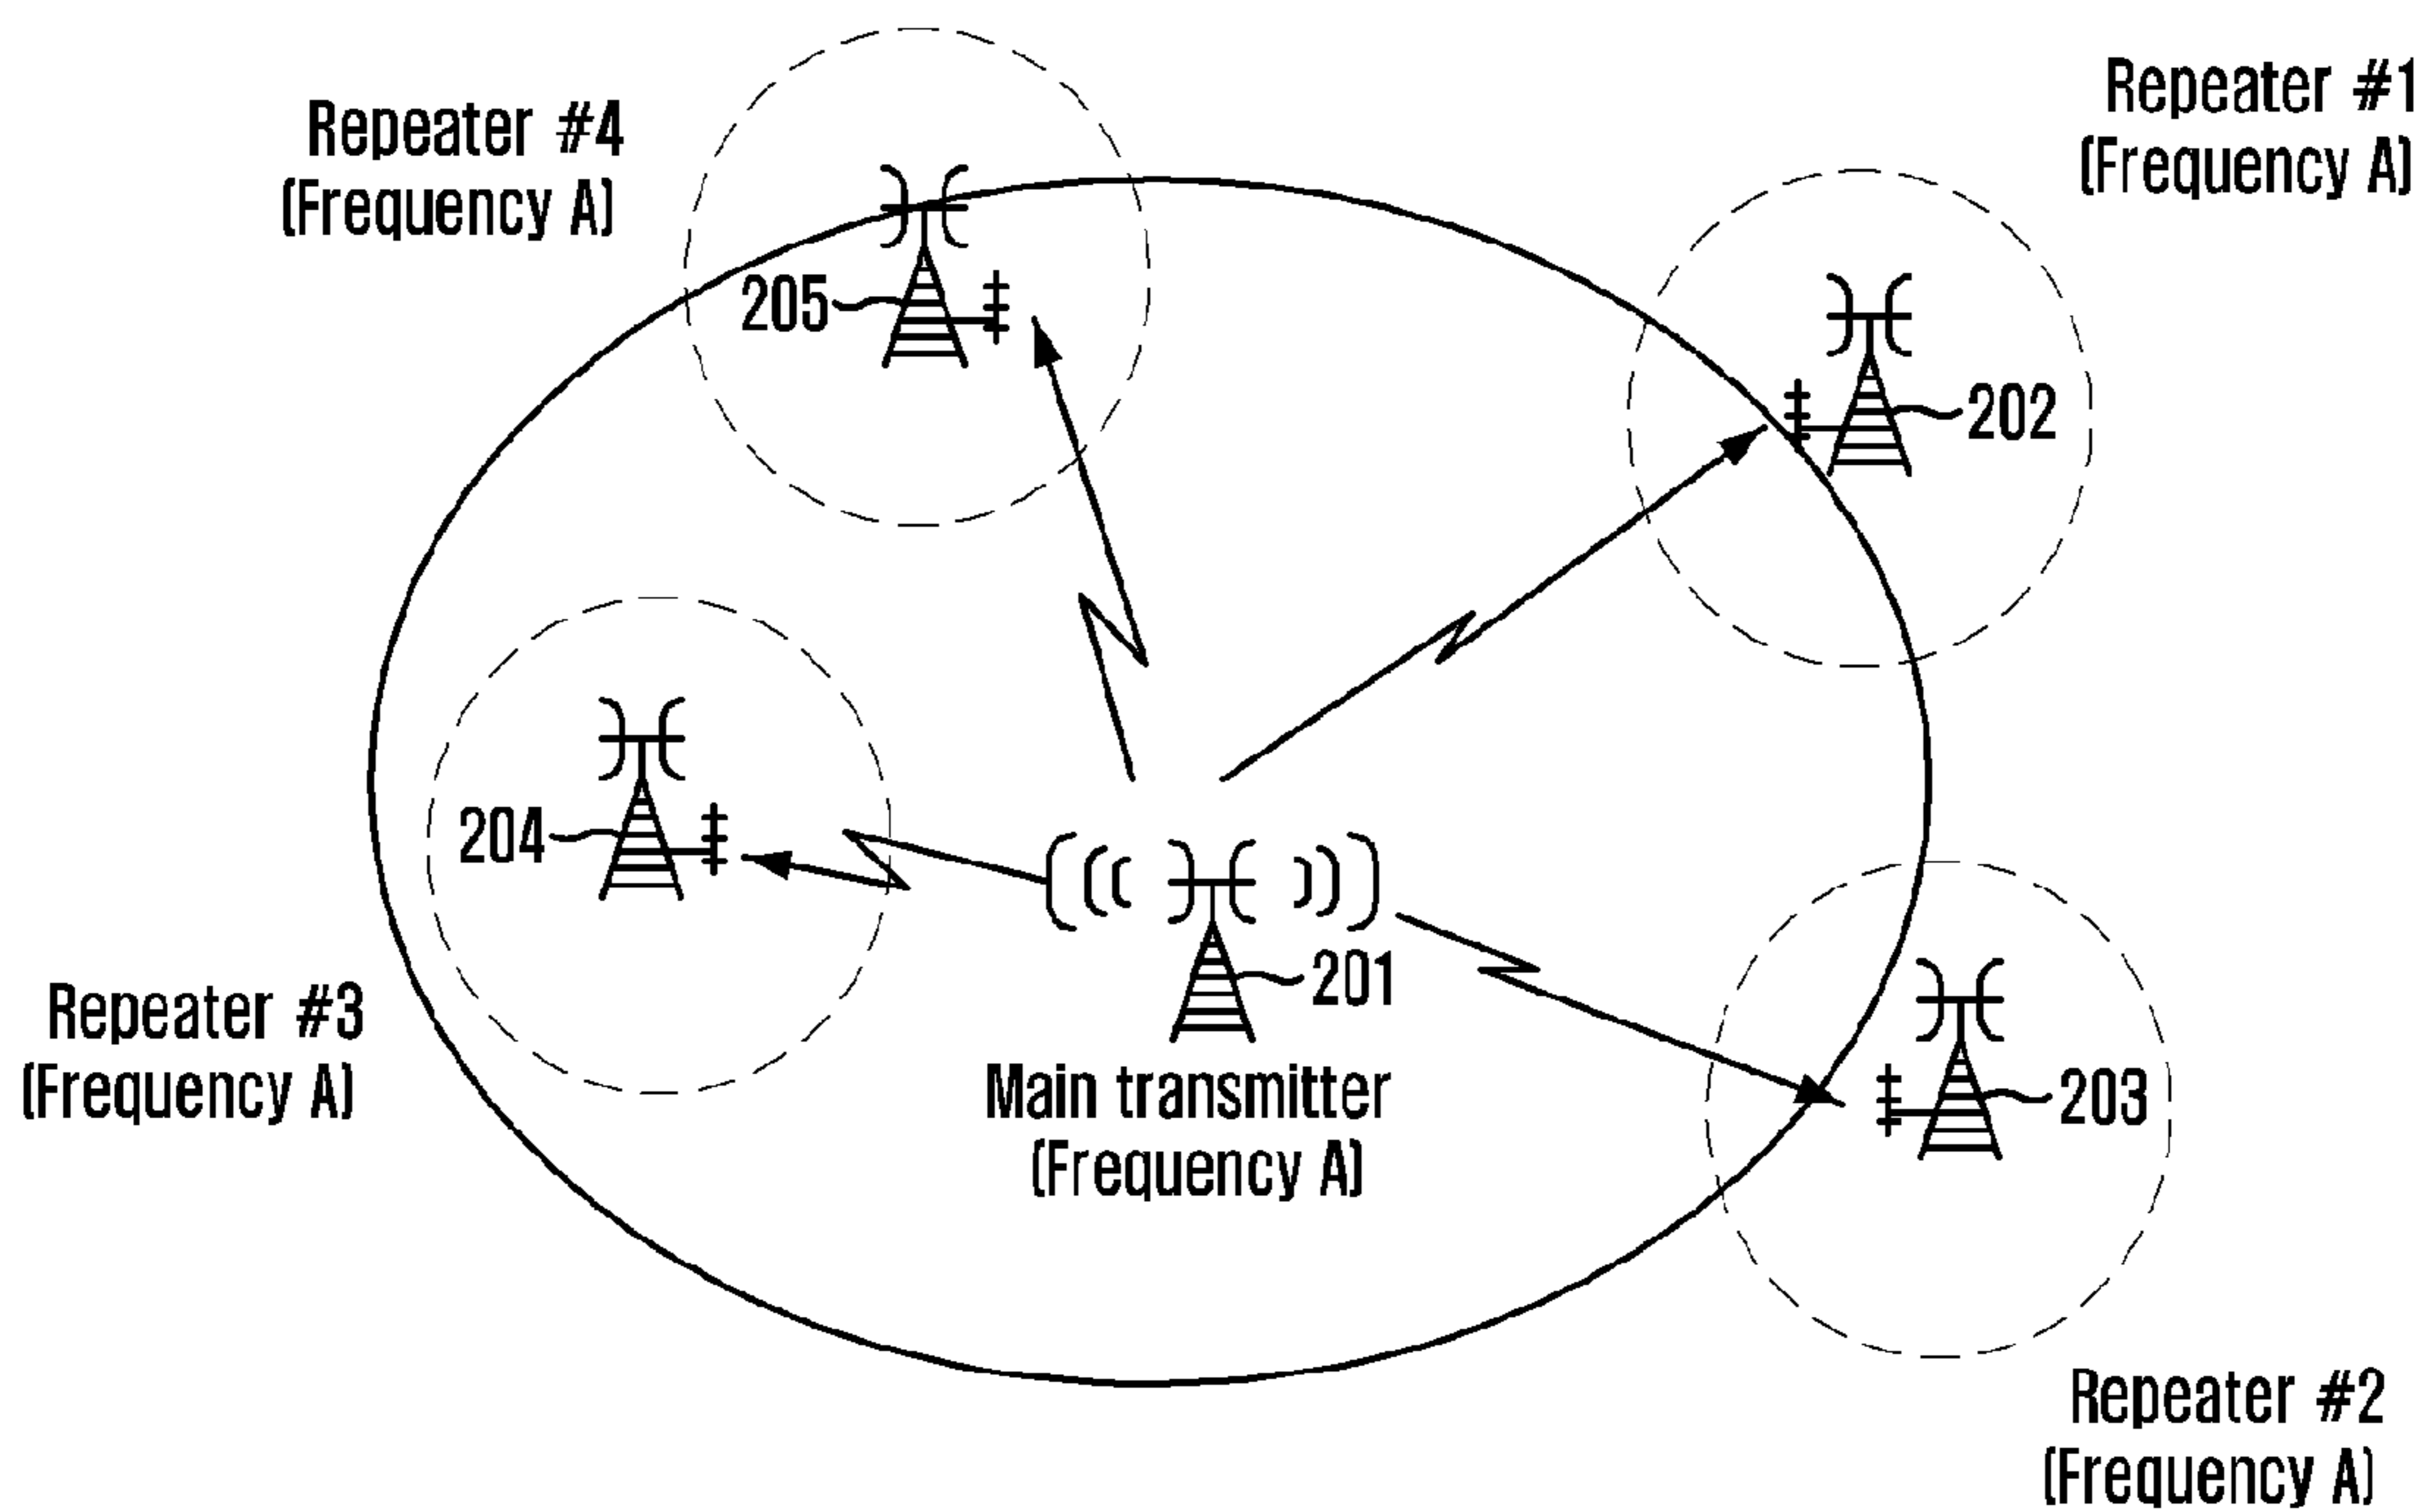 Repeater #1
(Frequency A)
Repeater #4
(Frequency A)
205
202
204
201
Repeater #3
(Frequency A)
Main transmitter
(Frequency A)
203
Repeater #2
(Frequency A)